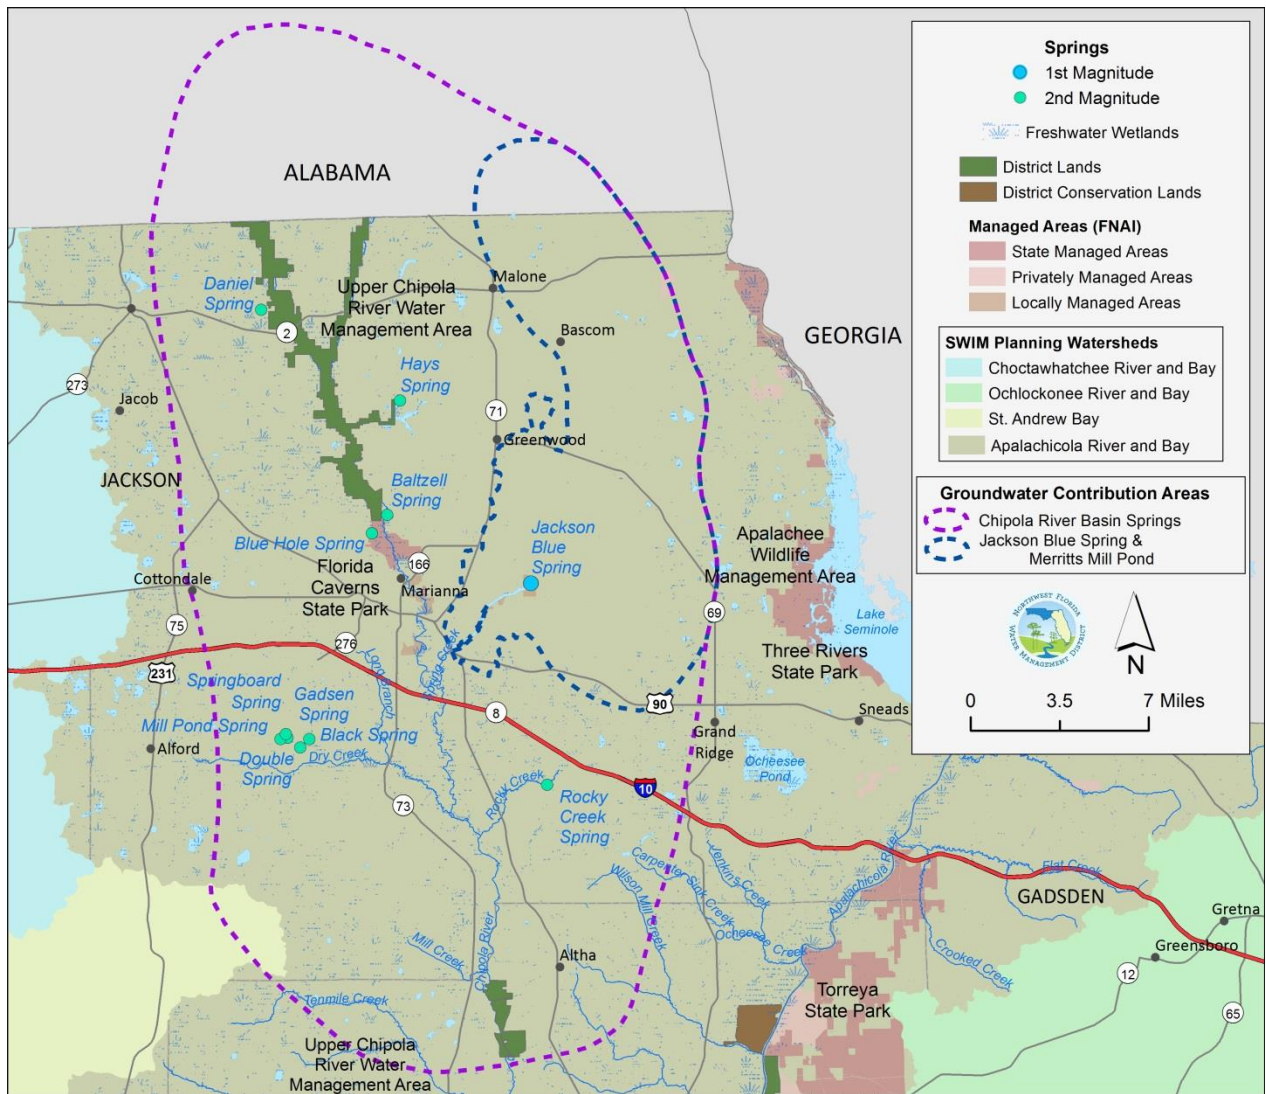 ALABAMA
GEORGIA
Springs
1st Magnitude
2nd Magnitude
Freshwater Wetlands
District Lands
District Conservation Lands
Managed Areas (FNAI)
State Managed Areas
Privately Managed Areas
Locally Managed Areas
SWIM Planning Watersheds
Choctawhatchee River and Bay
Ochlockonee River and Bay
St. Andrew Bay
Apalachicola River and Bay
Groundwater Contribution Areas
Chipola River Basin Springs
Jackson Blue Spring &
Merritts Mill Pond
NORTHWEST FLORIDA
WATER MANAGEMENT DISTRICT
N
0 3.5 7 Miles
Daniel
Spring
Upper Chipola
River Water
Management Area
Malone
Bascom
2
273
Jacob
Hays
Spring
71
Greenwood
JACKSON
Baltzell
Spring
Blue Hole Spring
Jackson
Blue
Spring
Florida
Caverns
State Park
166
Marianna
Cottondale
Apalachee
Wildlife
Management Area
69
Lake
Seminole
Three Rivers
State Park
75
276
231
Long Branch
Spring Creek
8
90
Springboard
Spring
Gadsen
Spring
Mill Pond Spring
Black Spring
Double
Spring
Dry Creek
Alford
Sneads
Grand
Ridge
Ocheesee
Pond
10
73
Rocky Creek
Rocky
Creek
Spring
Jenkins Creek
Carpenter Sink Creek
Wilson Mill Creek
Ocheesee Creek
Apalachicola River
Flat Creek
GADSDEN
Gretna
Greensboro
Crooked Creek
12
65
Chipola River
Mill Creek
Altha
Tenmile Creek
Torreya
State Park
Upper Chipola
River Water
Management Area